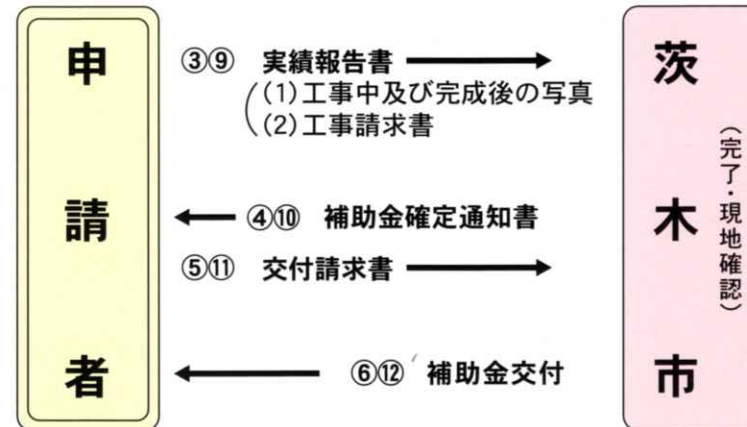 申請者
③⑨ 実績報告書
(1)工事中及び完成後の写真
(2)工事請求書
④⑩ 補助金確定通知書
⑤⑪ 交付請求書
⑥⑫ 補助金交付
茨木市
(完了・現地確認)